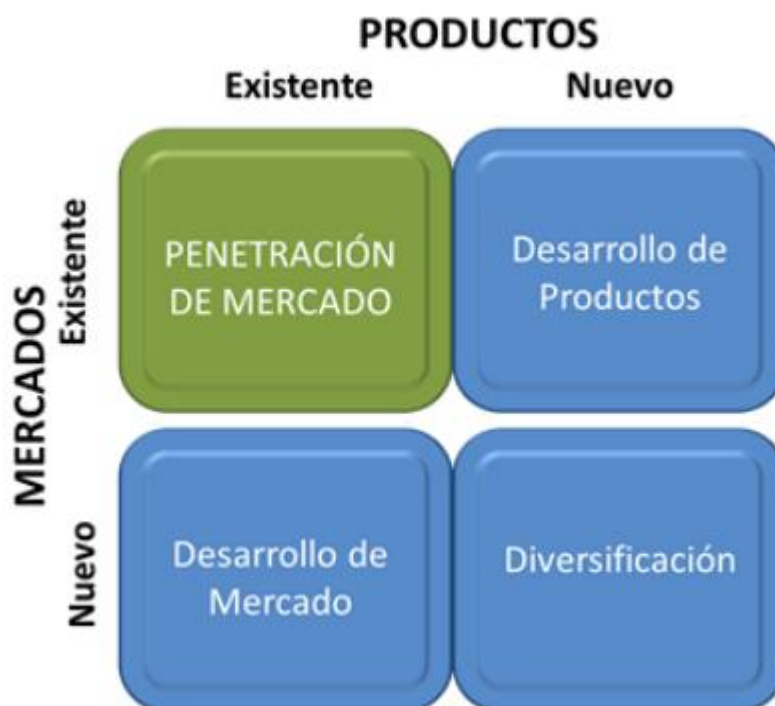 PRODUCTOS
Existente
Nuevo
MERCADOS
Existente
PENETRACIÓN
DE MERCADO
Desarrollo de
Productos
Nuevo
Desarrollo de
Mercado
Diversificación